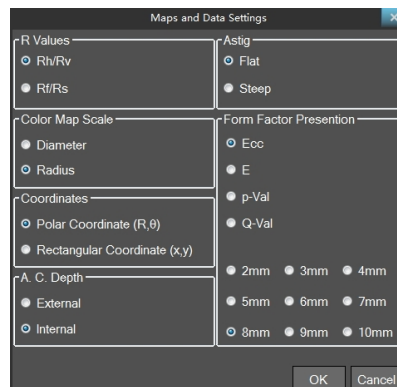 Maps and Data Settings
R Values
Rh/Rv
Rf/Rs
Color Map Scale
Diameter
Radius
Coordinates
Polar Coordinate (R,θ)
Rectangular Coordinate (x,y)
A. C. Depth
External
Internal
Astig
Flat
Steep
Form Factor Presention
Ecc
E
p-Val
Q-Val
2mm 3mm 4mm
5mm 6mm 7mm
8mm 9mm 10mm
OK Cancel